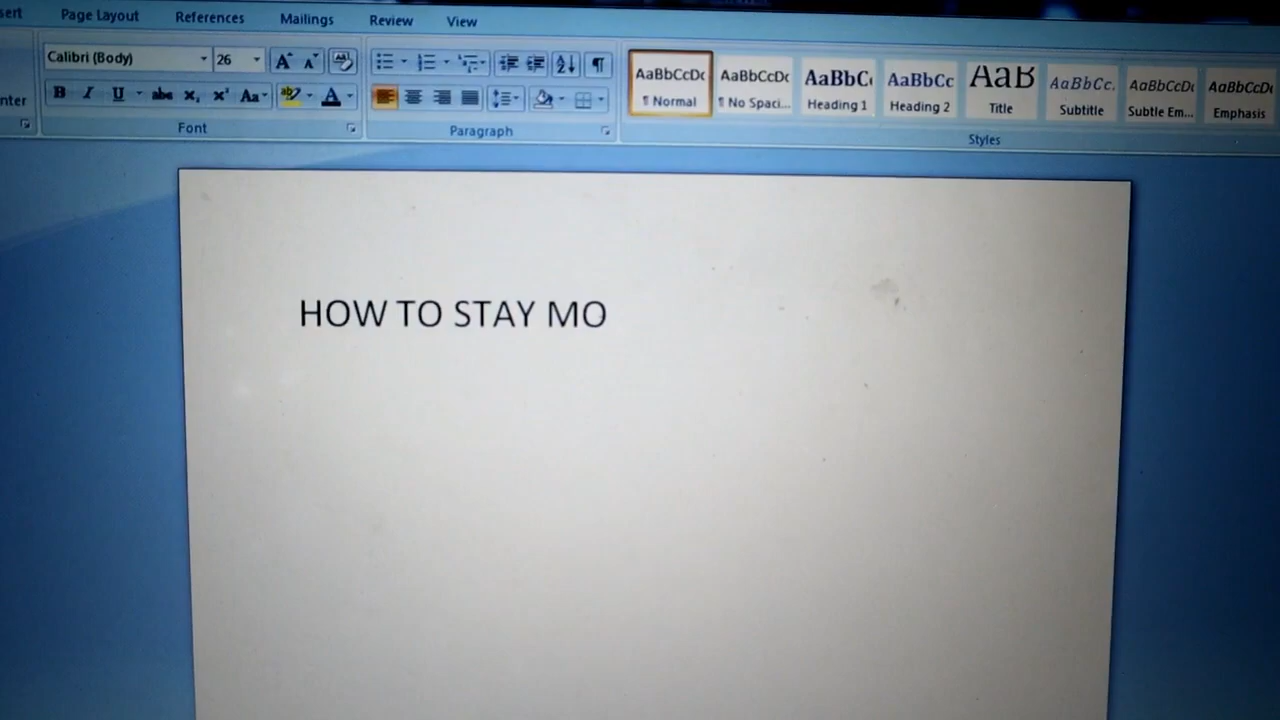 sert Page Layout References Mailings Review View
Calibri (Body) 26
nter
Font Paragraph Styles
AaBbCcDc AaBbCcDc AaBbC AaBbCc AaB AaBbCc. AaBbCcDc AaBbCcDc
¶ Normal ¶ No Spaci... Heading 1 Heading 2 Title Subtitle Subtle Em... Emphasis
HOW TO STAY MO